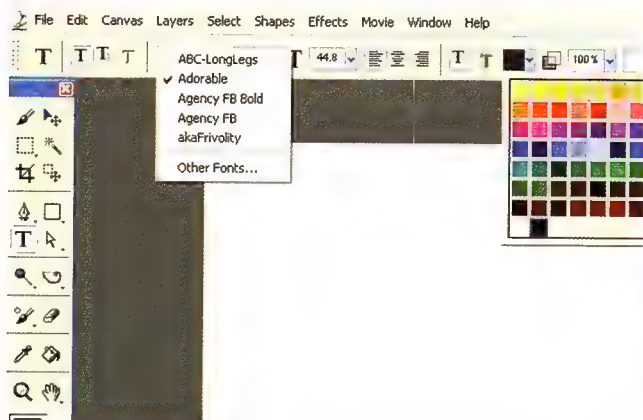 File Edit Canvas Layers Select Shapes Effects Movie Window Help
T T T T T 44.8 T T 100%
ABC-LongLegs
✓ Adorable
Agency FB Bold
Agency FB
akaFrivolity
Other Fonts...
T